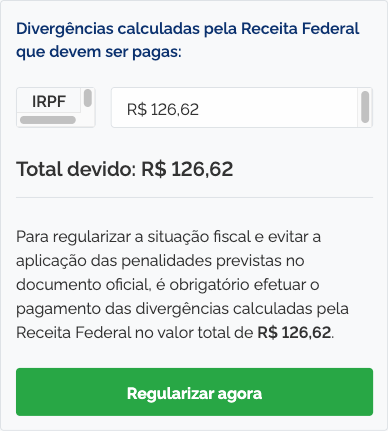 Divergências calculadas pela Receita Federal
que devem ser pagas:
IRPF R$ 126,62
Total devido: R$ 126,62
Para regularizar a situação fiscal e evitar a
aplicação das penalidades previstas no
documento oficial, é obrigatório efetuar o
pagamento das divergências calculadas pela
Receita Federal no valor total de R$ 126,62.
Regularizar agora